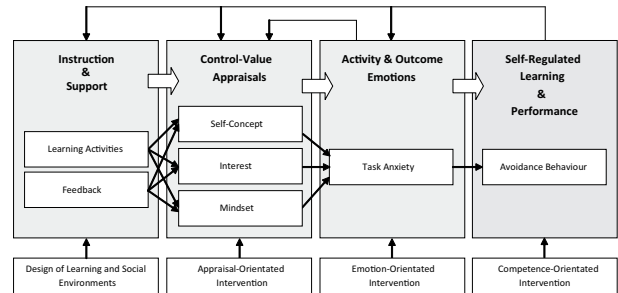 Instruction
&
Support
Control-Value
Appraisals
Activity & Outcome
Emotions
Self-Regulated
Learning
&
Performance
Learning Activities
Feedback
Self-Concept
Interest
Mindset
Task Anxiety
Avoidance Behaviour
Design of Learning and Social
Environments
Appraisal-Orientated
Intervention
Emotion-Orientated
Intervention
Competence-Orientated
Intervention